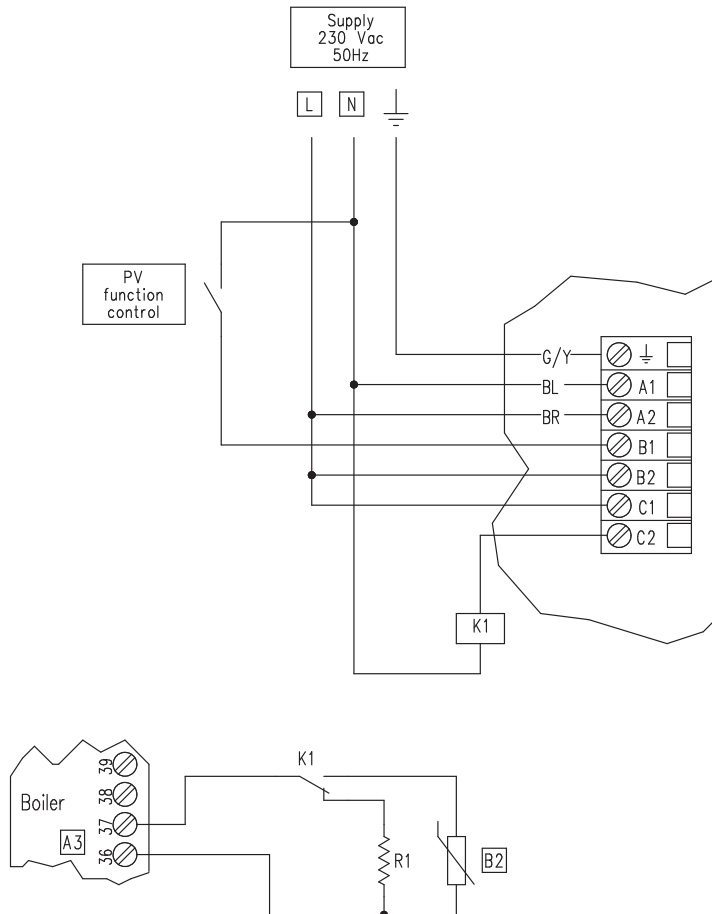 Supply
230 Vac
50Hz
L N
PV
function
control
G/Y
BL A1
BR A2
B1
B2
C1
C2
K1
K1
39
Boiler 38
37
A3
36
R1 B2